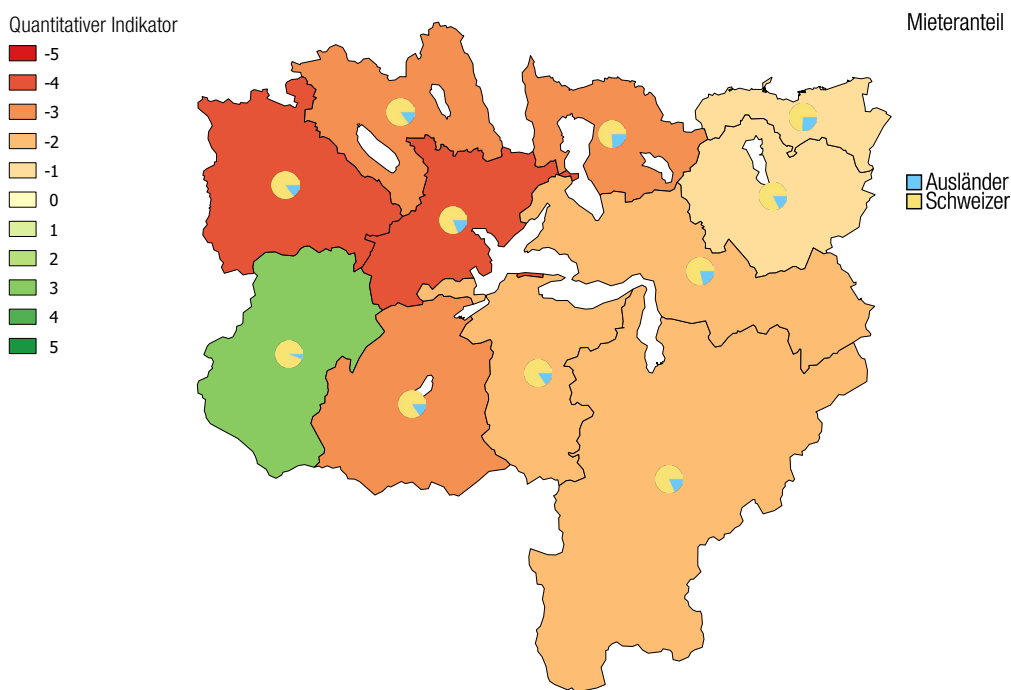 Quantitativer Indikator
-5
-4
-3
-2
-1
0
1
2
3
4
5
Mieteranteil
Ausländer
Schweizer